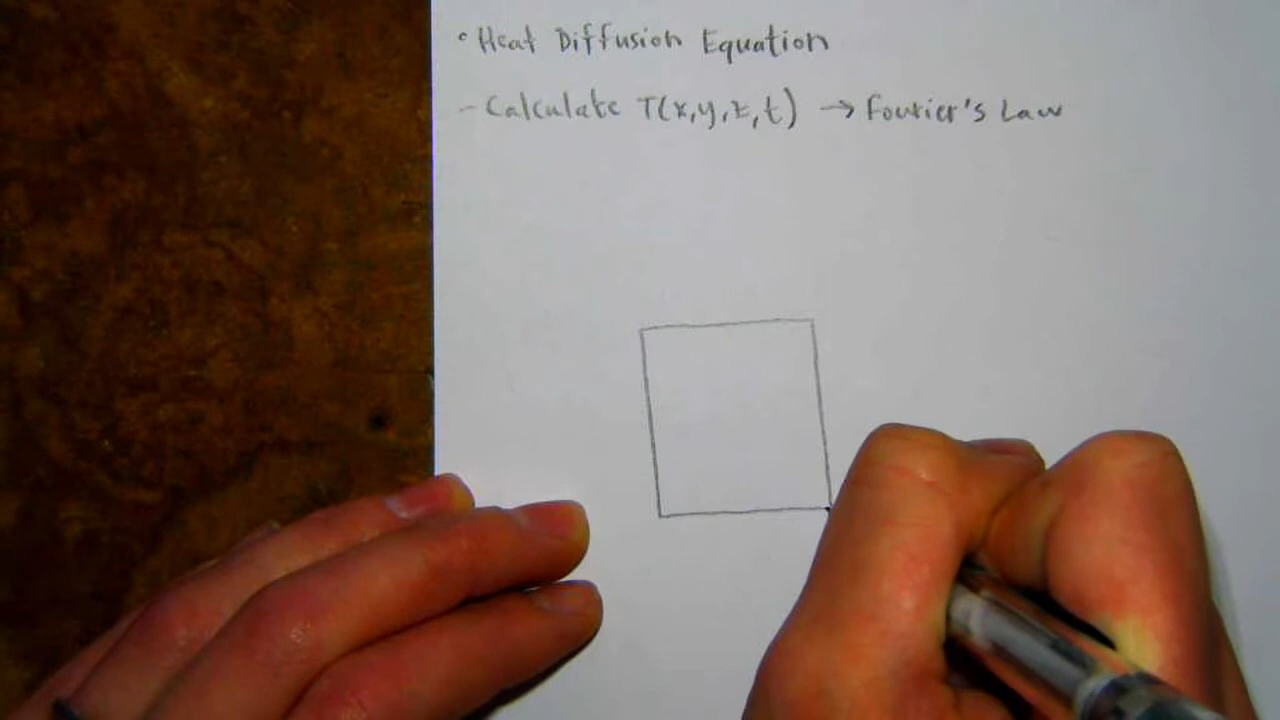 • Heat Diffusion Equation
- Calculate T(x,y,z,t) → Fourier's Law